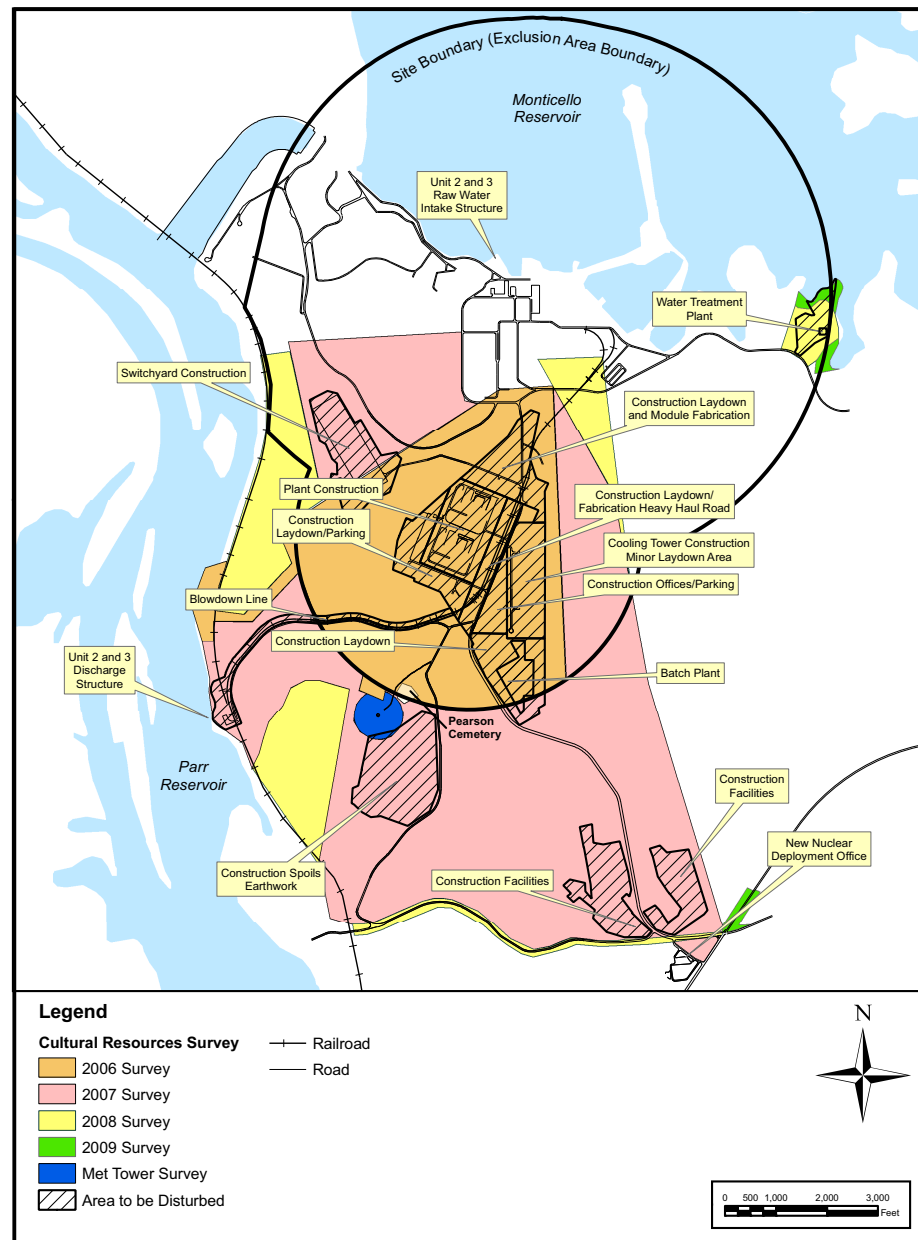 Site Boundary (Exclusion Area Boundary)
Monticello
Reservoir
Unit 2 and 3
Raw Water
Intake Structure
Water Treatment
Plant
Switchyard Construction
Construction Laydown
and Module Fabrication
Plant Construction
Construction Laydown/
Fabrication Heavy Haul Road
Construction
Laydown/Parking
Cooling Tower Construction
Minor Laydown Area
Construction Offices/Parking
Blowdown Line
Construction Laydown
Unit 2 and 3
Discharge
Structure
Batch Plant
Pearson
Cemetery
Parr
Reservoir
Construction
Facilities
New Nuclear
Deployment Office
Construction Spoils
Earthwork
Construction Facilities
Legend
Cultural Resources Survey
2006 Survey
2007 Survey
2008 Survey
2009 Survey
Met Tower Survey
Area to be Disturbed
Railroad
Road
N
0 500 1,000 2,000 3,000
Feet